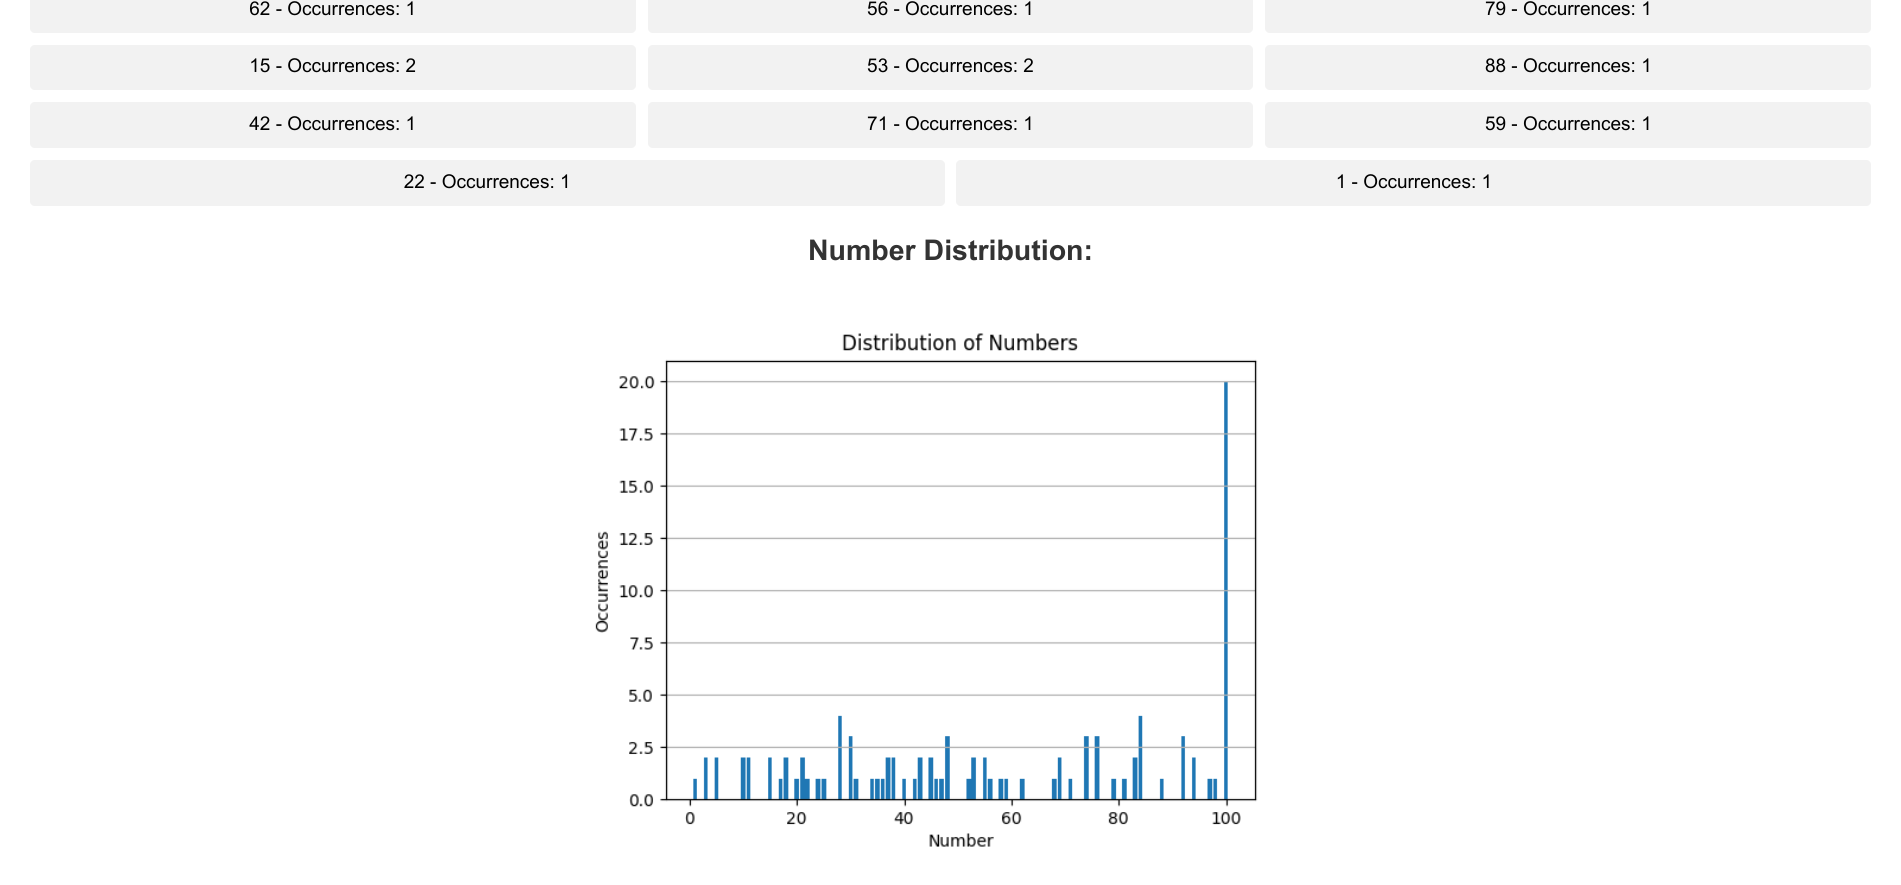 62 - Occurrences: 1
56 - Occurrences: 1
79 - Occurrences: 1
15 - Occurrences: 2
53 - Occurrences: 2
88 - Occurrences: 1
42 - Occurrences: 1
71 - Occurrences: 1
59 - Occurrences: 1
22 - Occurrences: 1
1 - Occurrences: 1
Number Distribution:
Distribution of Numbers
20.0
17.5
15.0
12.5
10.0
7.5
5.0
2.5
0.0
Occurrences
0 20 40 60 80 100
Number